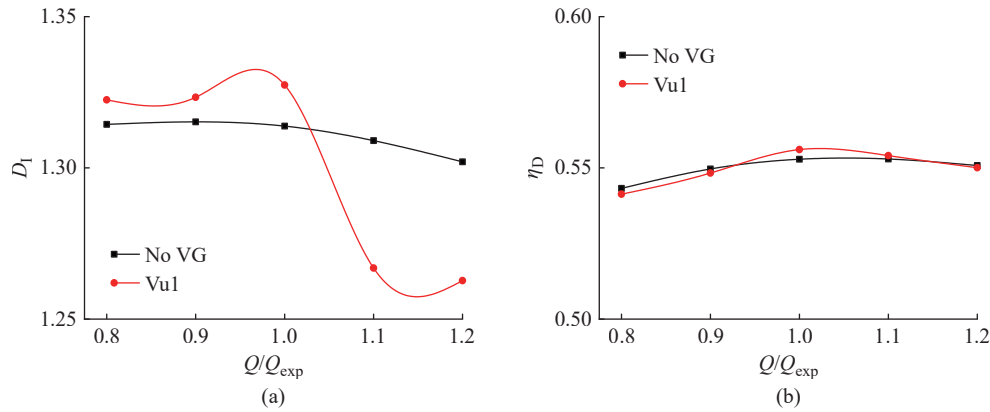 1.35
1.30
1.25
D₁
No VG
Vu1
0.8 0.9 1.0 1.1 1.2
Q/Qexp
(a)
0.60
0.55
0.50
ηD
No VG
Vu1
0.8 0.9 1.0 1.1 1.2
Q/Qexp
(b)